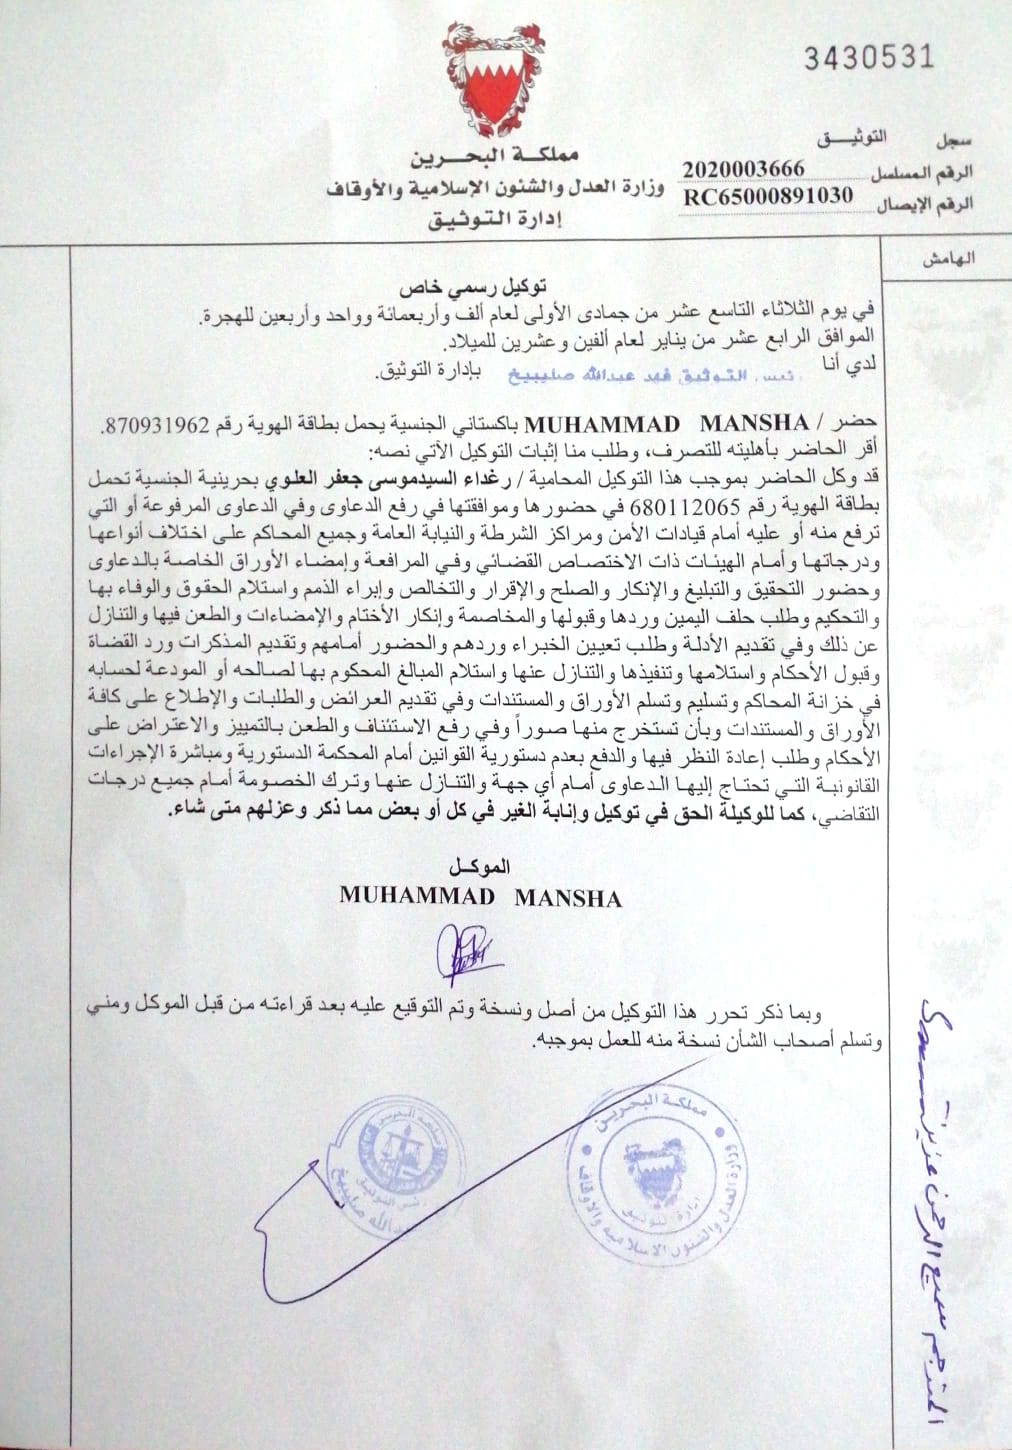 3430531
مملكة البحرين
وزارة العدل والشئون الإسلامية والأوقاف
إدارة التوثيق
سجل التوثيق
الرقم المسلسل 2020003666
الرقم الإيصال RC65000891030
الهامش
توكيل رسمي خاص
في يوم الثلاثاء التاسع عشر من جمادى الأولى لعام ألف وأربعمائة وواحد وأربعين للهجرة.
الموافق الرابع عشر من يناير لعام ألفين وعشرين للميلاد.
لدي أنا رئيس التوثيق فهد عبدالله صليبيخ بإدارة التوثيق.
حضر / MUHAMMAD MANSHA باكستاني الجنسية يحمل بطاقة الهوية رقم 870931962.
أقر الحاضر بأهليته للتصرف، وطلب منا إثبات التوكيل الآتي نصه:
قد وكل الحاضر بموجب هذا التوكيل المحامية / رغداء السيدموسى جعفر العلوي بحرينية الجنسية تحمل
بطاقة الهوية رقم 680112065 في حضورها وموافقتها في رفع الدعاوى وفي الدعاوى المرفوعة أو التي
ترفع منه أو عليه أمام قيادات الأمن ومراكز الشرطة والنيابة العامة وجميع المحاكم على اختلاف أنواعها
ودرجاتها وأمام الهيئات ذات الاختصاص القضائي وفي المرافعة وإمضاء الأوراق الخاصة بالدعاوى
وحضور التحقيق والتبليغ والإنكار والصلح والإقرار والتخالص وإبراء الذمم واستلام الحقوق والوفاء بها
والتحكيم وطلب حلف اليمين وردها وقبولها والمخاصمة وإنكار الأختام والإمضاءات والطعن فيها والتنازل
عن ذلك وفي تقديم الأدلة وطلب تعيين الخبراء وردهم والحضور أمامهم وتقديم المذكرات ورد القضاة
وقبول الأحكام واستلامها وتنفيذها والتنازل عنها واستلام المبالغ المحكوم بها لصالحه أو المودعة لحسابه
في خزانة المحاكم وتسليم وتسلم الأوراق والمستندات وفي تقديم العرائض والطلبات والإطلاع على كافة
الأوراق والمستندات وبأن تستخرج منها صوراً وفي رفع الاستئناف والطعن بالتمييز والاعتراض على
الأحكام وطلب إعادة النظر فيها والدفع بعدم دستورية القوانين أمام المحكمة الدستورية ومباشرة الإجراءات
القانونية التي تحتاج إليها الدعاوى أمام أي جهة والتنازل عنها وترك الخصومة أمام جميع درجات
التقاضي، كما للوكيلة الحق في توكيل وإنابة الغير في كل أو بعض مما ذكر وعزلهم متى شاء.
الموكل
MUHAMMAD MANSHA
وبما ذكر تحرر هذا التوكيل من أصل ونسخة وتم التوقيع عليه بعد قراءته من قبل الموكل ومني
وتسلم أصحاب الشأن نسخة منه للعمل بموجبه.
مملكة البحرين
وزارة العدل والشئون الإسلامية والأوقاف
إدارة التوثيق
مملكة البحرين
رئيس التوثيق
عبدالله صليبيخ
المترجم سميع الرحمن عزيز